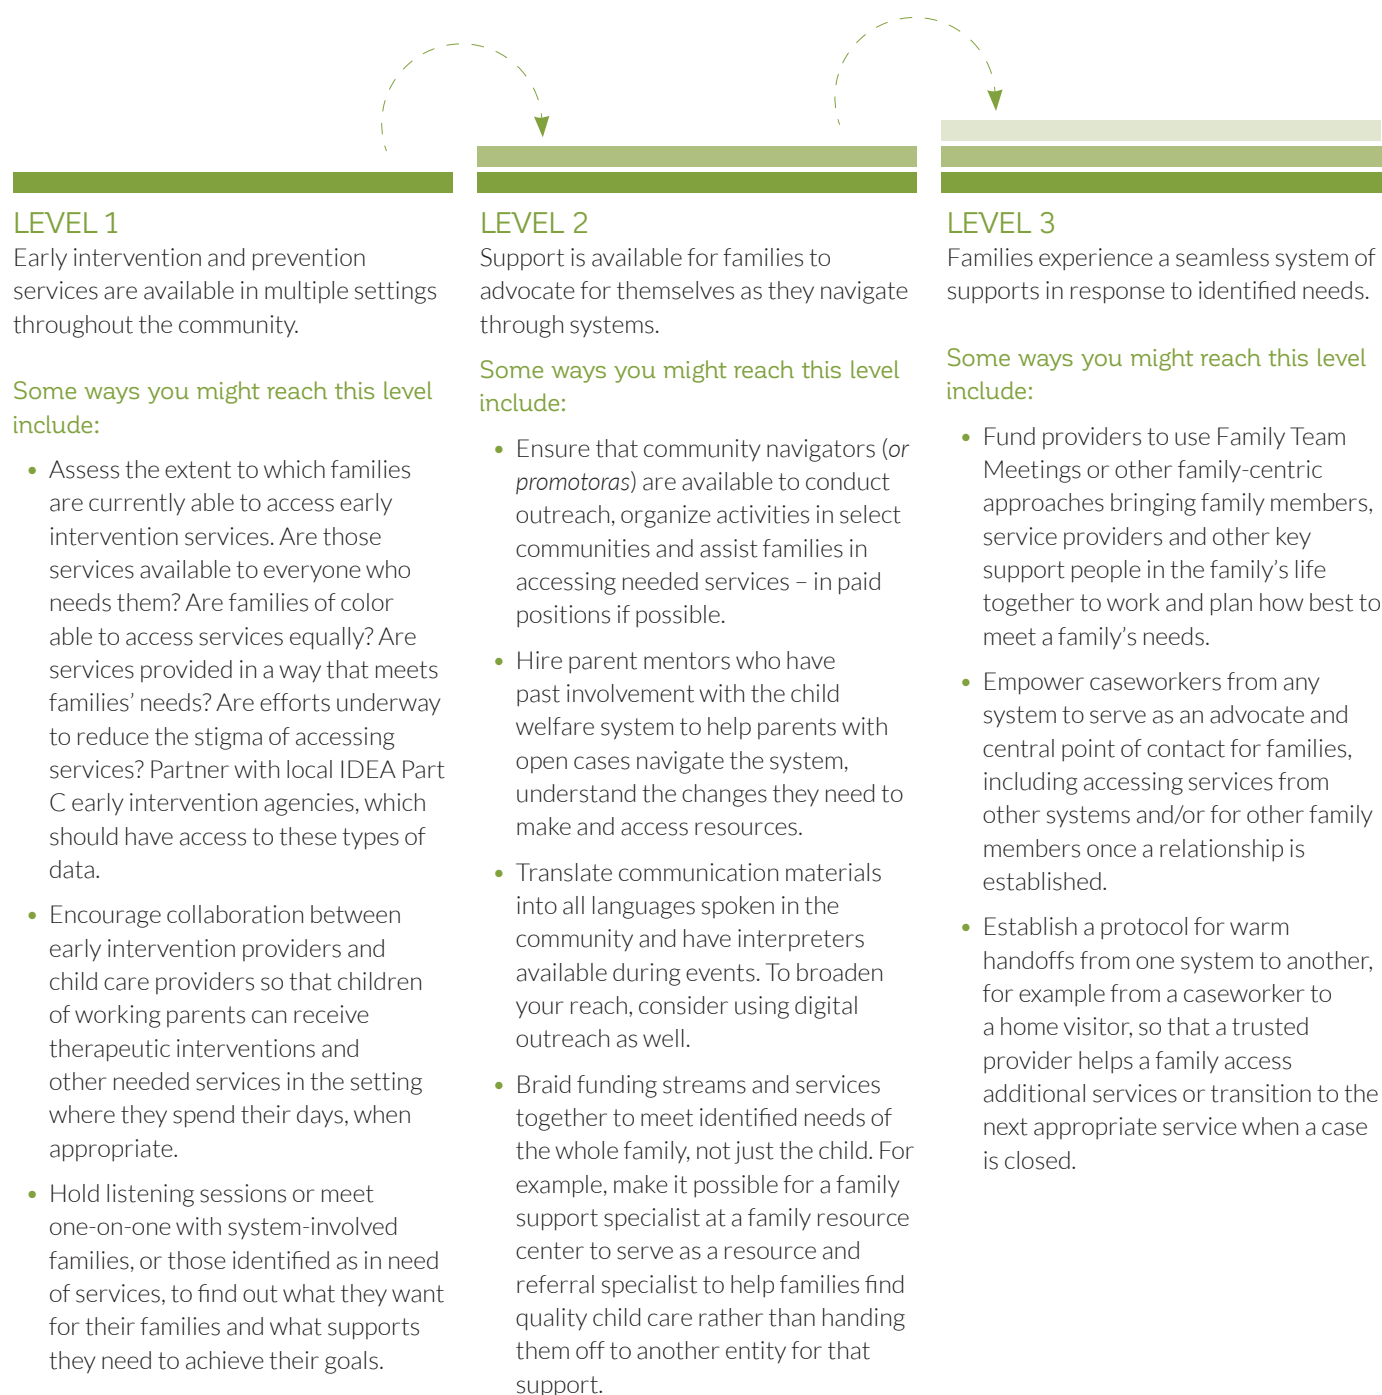 LEVEL 1
Early intervention and prevention
services are available in multiple settings
throughout the community.
Some ways you might reach this level
include:
• Assess the extent to which families
are currently able to access early
intervention services. Are those
services available to everyone who
needs them? Are families of color
able to access services equally? Are
services provided in a way that meets
families’ needs? Are efforts underway
to reduce the stigma of accessing
services? Partner with local IDEA Part
C early intervention agencies, which
should have access to these types of
data.
• Encourage collaboration between
early intervention providers and
child care providers so that children
of working parents can receive
therapeutic interventions and
other needed services in the setting
where they spend their days, when
appropriate.
• Hold listening sessions or meet
one-on-one with system-involved
families, or those identified as in need
of services, to find out what they want
for their families and what supports
they need to achieve their goals.
LEVEL 2
Support is available for families to
advocate for themselves as they navigate
through systems.
Some ways you might reach this level
include:
• Ensure that community navigators (or
promotoras) are available to conduct
outreach, organize activities in select
communities and assist families in
accessing needed services – in paid
positions if possible.
• Hire parent mentors who have
past involvement with the child
welfare system to help parents with
open cases navigate the system,
understand the changes they need to
make and access resources.
• Translate communication materials
into all languages spoken in the
community and have interpreters
available during events. To broaden
your reach, consider using digital
outreach as well.
• Braid funding streams and services
together to meet identified needs of
the whole family, not just the child. For
example, make it possible for a family
support specialist at a family resource
center to serve as a resource and
referral specialist to help families find
quality child care rather than handing
them off to another entity for that
support.
LEVEL 3
Families experience a seamless system of
supports in response to identified needs.
Some ways you might reach this level
include:
• Fund providers to use Family Team
Meetings or other family-centric
approaches bringing family members,
service providers and other key
support people in the family’s life
together to work and plan how best to
meet a family’s needs.
• Empower caseworkers from any
system to serve as an advocate and
central point of contact for families,
including accessing services from
other systems and/or for other family
members once a relationship is
established.
• Establish a protocol for warm
handoffs from one system to another,
for example from a caseworker to
a home visitor, so that a trusted
provider helps a family access
additional services or transition to the
next appropriate service when a case
is closed.